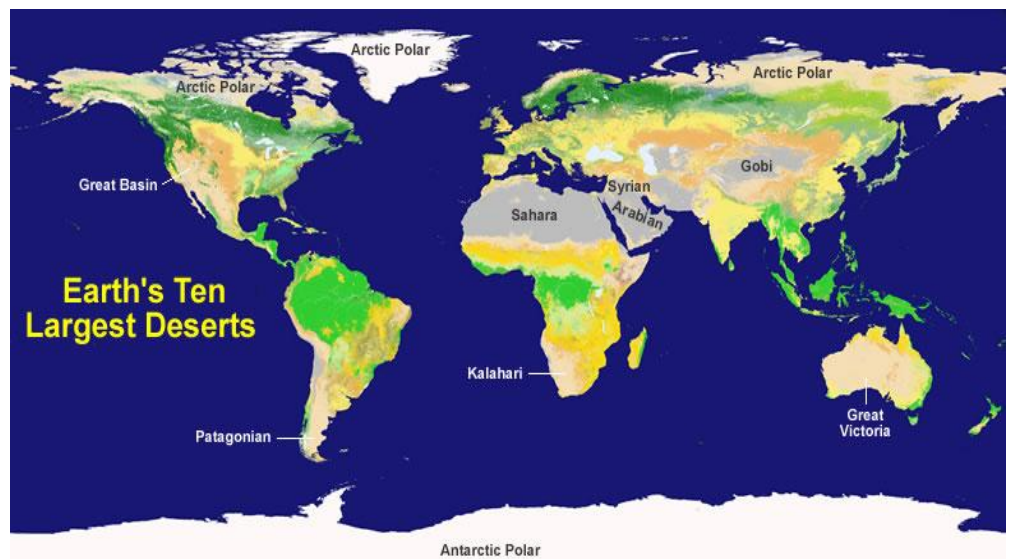 Arctic Polar
Arctic Polar
Arctic Polar
Great Basin
Gobi
Syrian
Arabian
Sahara
Earth's Ten
Largest Deserts
Kalahari
Great
Victoria
Patagonian
Antarctic Polar